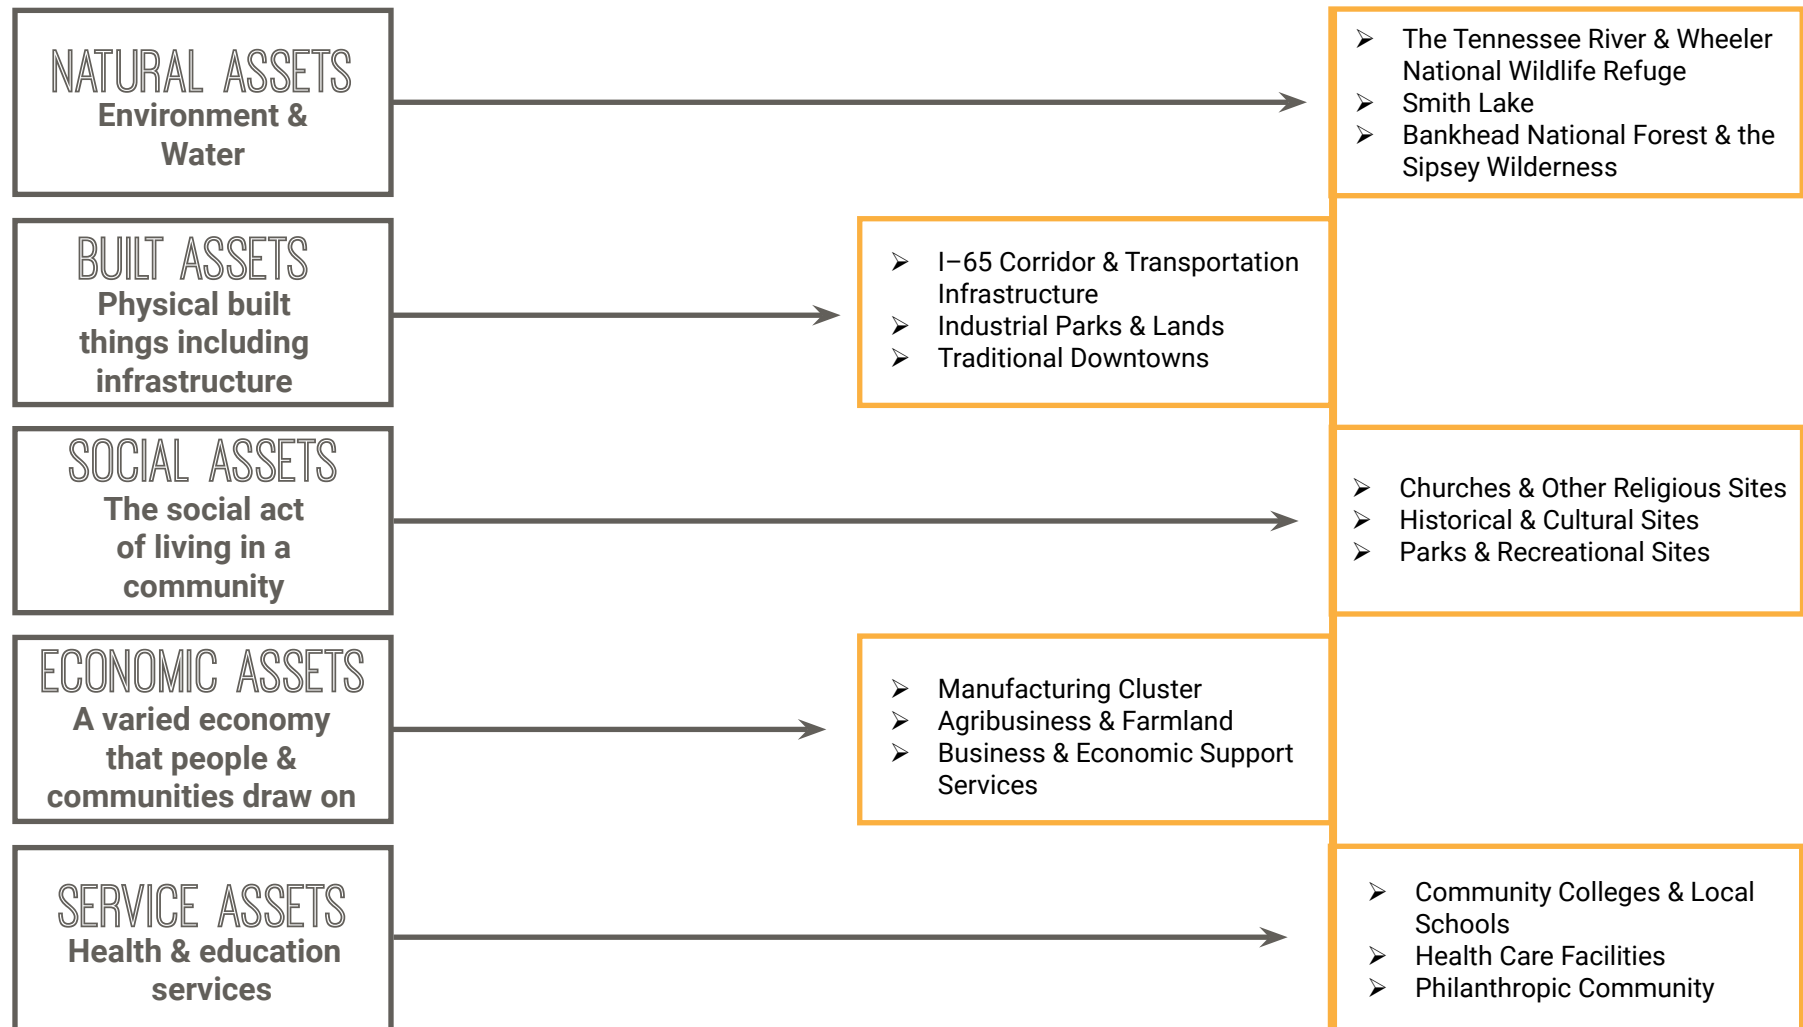 NATURAL ASSETS
Environment &
Water
➢ The Tennessee River & Wheeler
National Wildlife Refuge
➢ Smith Lake
➢ Bankhead National Forest & the
Sipsey Wilderness
BUILT ASSETS
Physical built
things including
infrastructure
➢ I–65 Corridor & Transportation
Infrastructure
➢ Industrial Parks & Lands
➢ Traditional Downtowns
SOCIAL ASSETS
The social act
of living in a
community
➢ Churches & Other Religious Sites
➢ Historical & Cultural Sites
➢ Parks & Recreational Sites
ECONOMIC ASSETS
A varied economy
that people &
communities draw on
➢ Manufacturing Cluster
➢ Agribusiness & Farmland
➢ Business & Economic Support
Services
SERVICE ASSETS
Health & education
services
➢ Community Colleges & Local
Schools
➢ Health Care Facilities
➢ Philanthropic Community